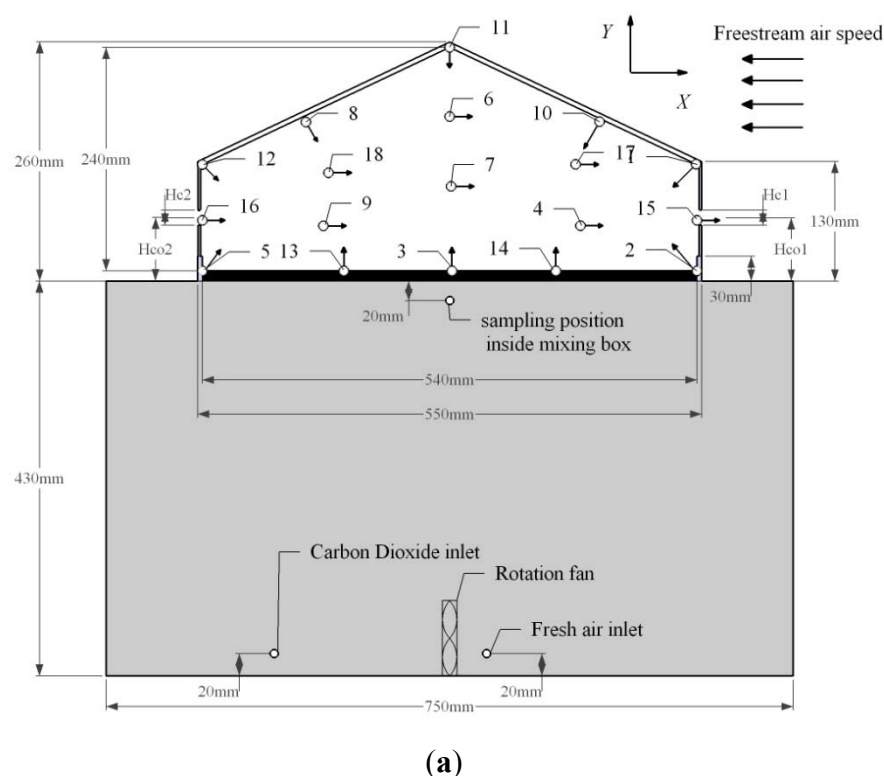 11
Y
Freestream air speed
X
6
8
10
260mm
240mm
12
18
7
17
1
Hc2
16
9
4
15
Hc1
130mm
Hco2
Hco1
5
13
3
14
2
20mm
30mm
sampling position
inside mixing box
540mm
550mm
430mm
Carbon Dioxide inlet
Rotation fan
Fresh air inlet
20mm
20mm
750mm
(a)